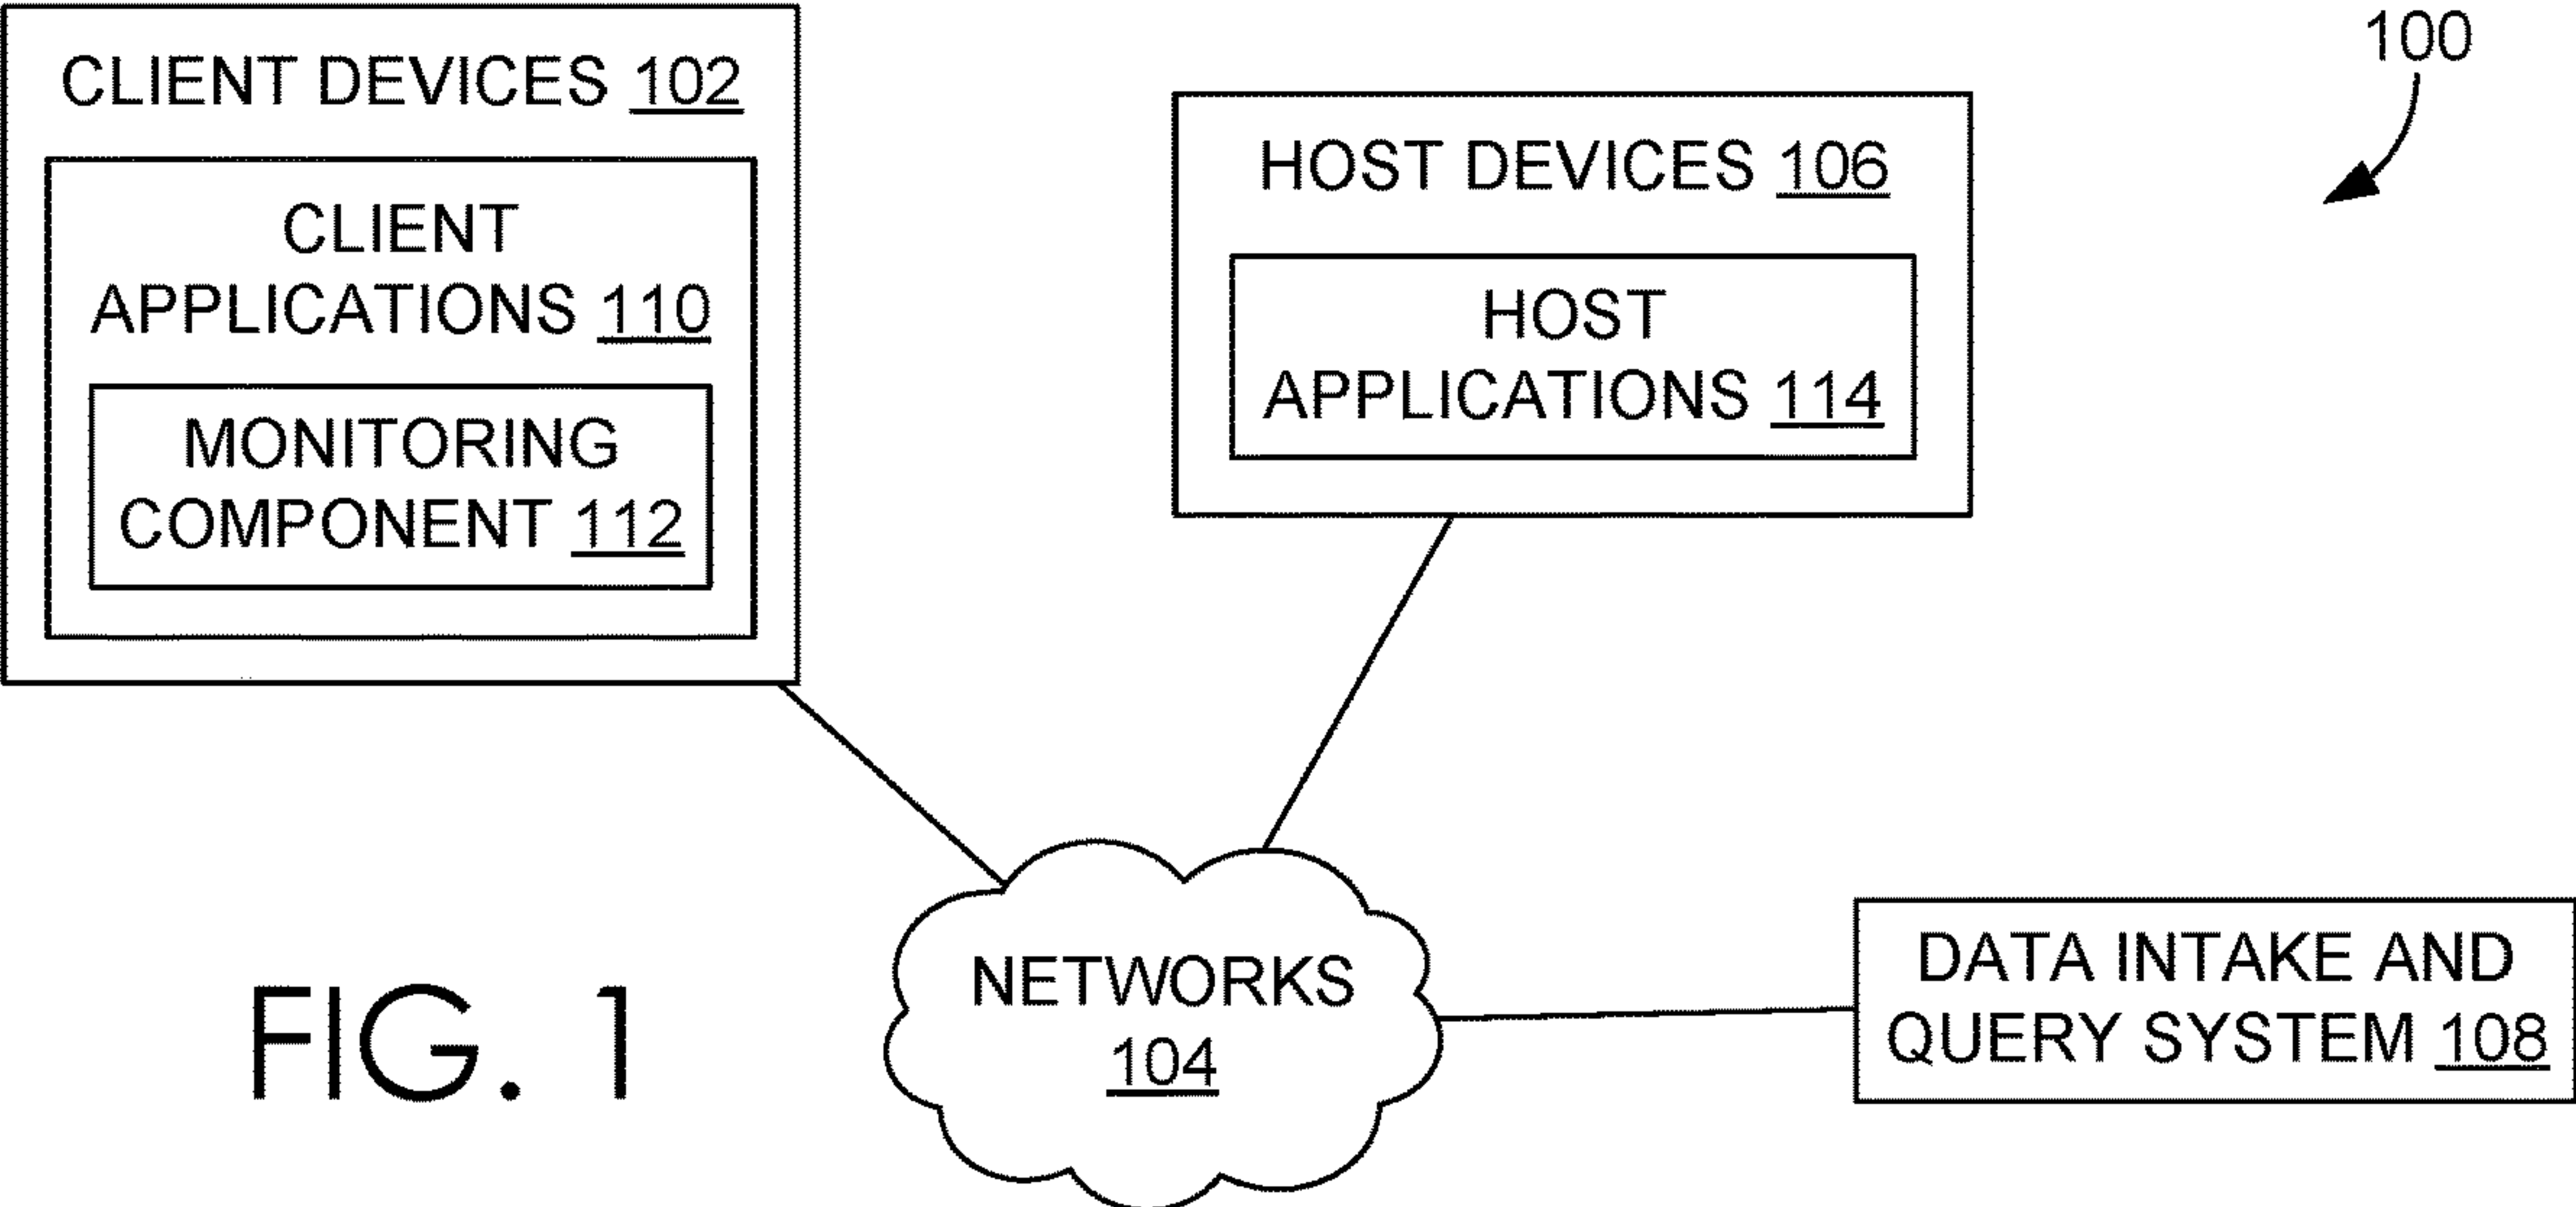 100
CLIENT DEVICES 102
CLIENT
APPLICATIONS 110
MONITORING
COMPONENT 112
HOST DEVICES 106
HOST
APPLICATIONS 114
NETWORKS
104
DATA INTAKE AND
QUERY SYSTEM 108
FIG. 1